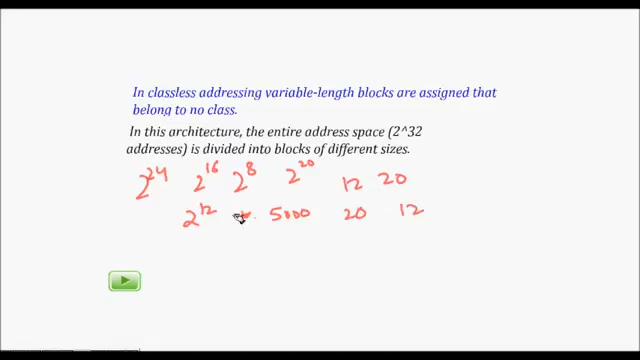 In classless addressing variable-length blocks are assigned that
belong to no class.
In this architecture, the entire address space (2^32
addresses) is divided into blocks of different sizes.
2^24 2^16 2^8 2^20 12 20
2^12 5000 20 12